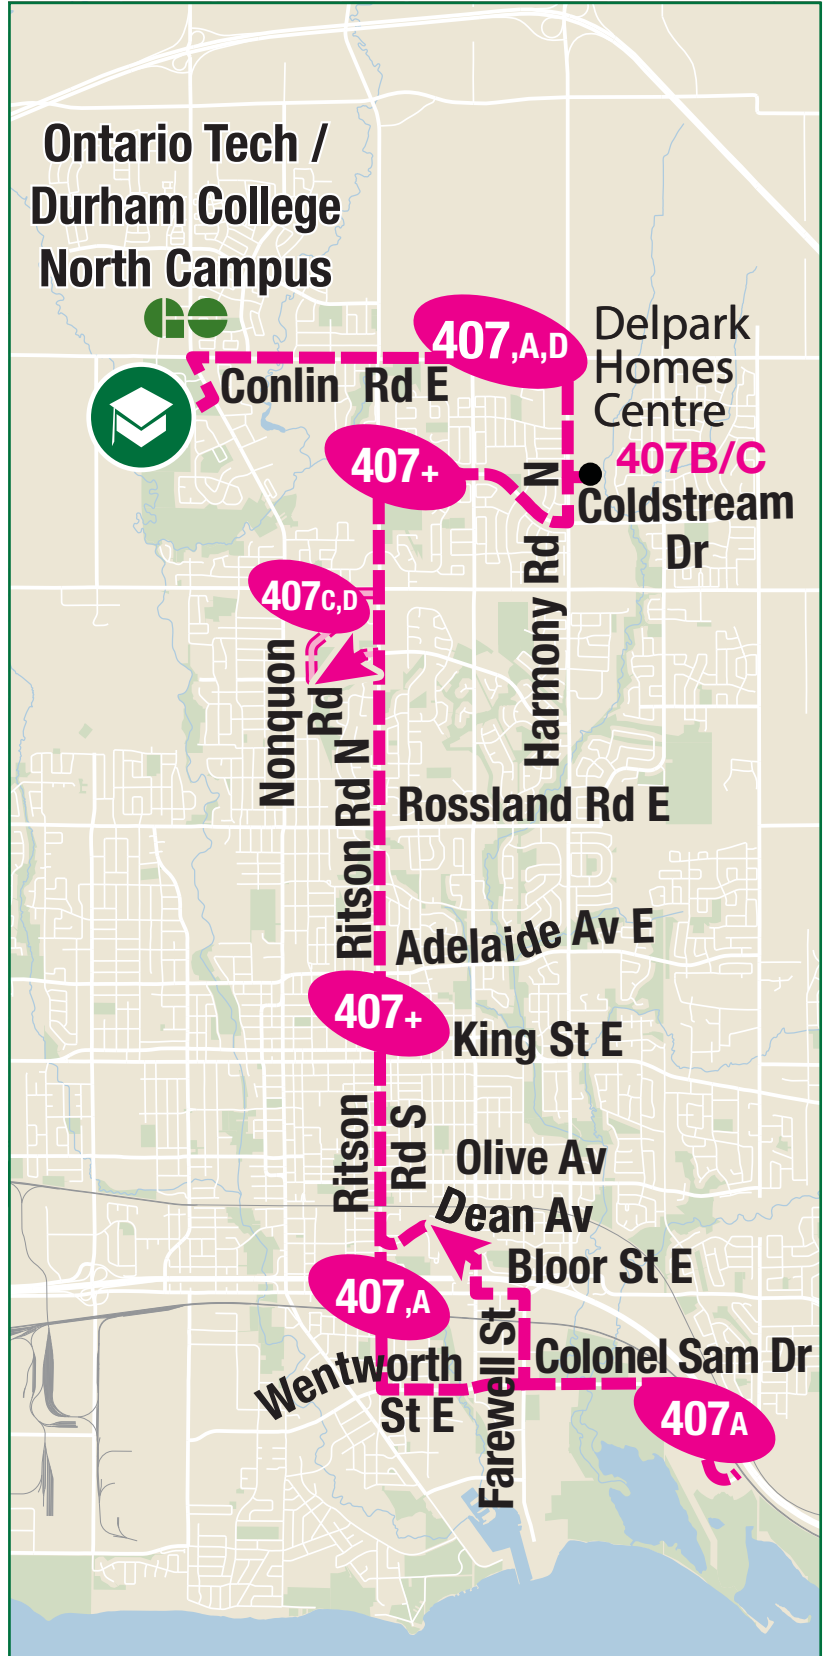 Ontario Tech /
Durham College
North Campus
407,A,D
Delpark
Homes
Centre
Conlin Rd E
407B/C
407+
Coldstream
Dr
Harmony Rd N
407C,D
Nonquon
Rd
Ritson Rd N
Rossland Rd E
Adelaide Av E
407+
King St E
Ritson
Rd S
Olive Av
Dean Av
Bloor St E
407,A
Farewell St
Colonel Sam Dr
Wentworth
St E
407A